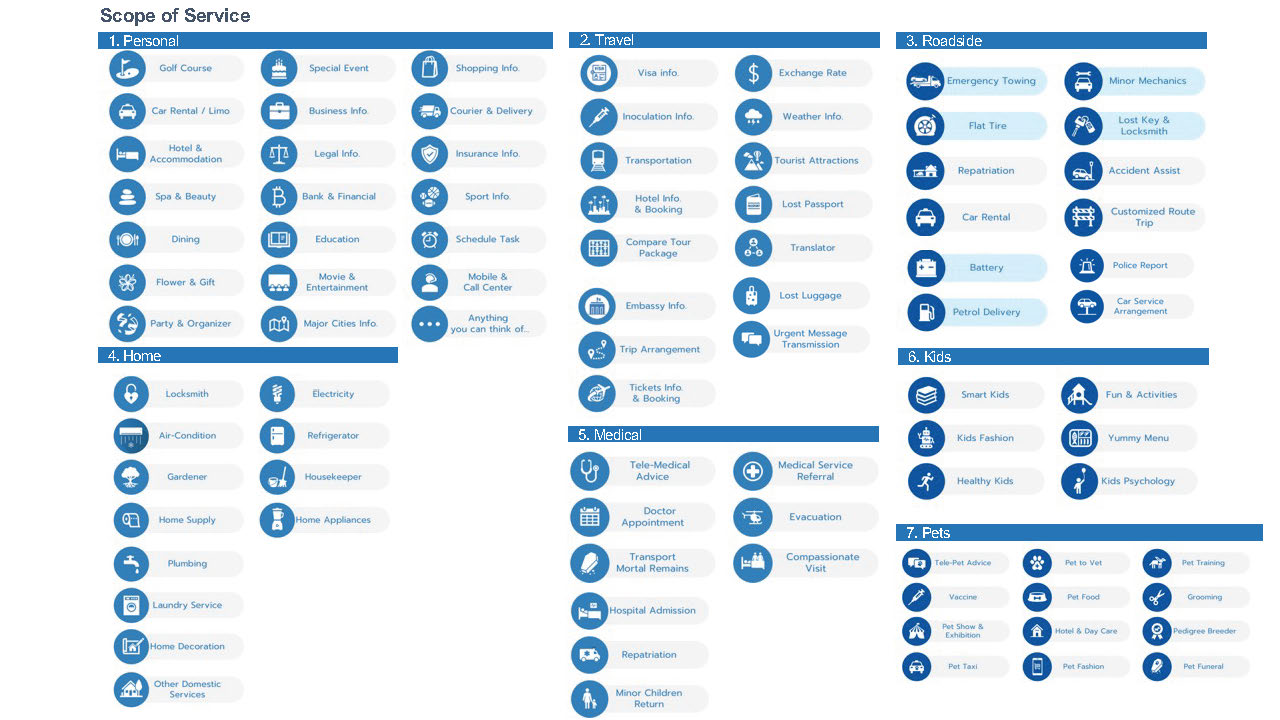 Scope of Service
1. Personal
Golf Course
Special Event
Shopping Info.
Car Rental / Limo
Business Info.
Courier & Delivery
Hotel &
Accommodation
Legal Info.
Insurance Info.
Spa & Beauty
Bank & Financial
Sport Info.
Dining
Education
Schedule Task
Flower & Gift
Movie &
Entertainment
Mobile &
Call Center
Party & Organizer
Major Cities Info.
Anything
you can think of...
2. Travel
VISA
Visa info.
Exchange Rate
Inoculation Info.
Weather Info.
Transportation
Tourist Attractions
Hotel Info.
& Booking
Lost Passport
Compare Tour
Package
Translator
Embassy Info.
Lost Luggage
Trip Arrangement
Urgent Message
Transmission
Tickets Info.
& Booking
3. Roadside
Emergency Towing
Minor Mechanics
Flat Tire
Lost Key &
Locksmith
Repatriation
Accident Assist
Car Rental
Customized Route
Trip
Battery
Police Report
Petrol Delivery
Car Service
Arrangement
4. Home
Locksmith
Electricity
Air-Condition
Refrigerator
Gardener
Housekeeper
Home Supply
Home Appliances
Plumbing
Laundry Service
Home Decoration
Other Domestic
Services
5. Medical
Tele-Medical
Advice
Medical Service
Referral
Doctor
Appointment
Evacuation
Transport
Mortal Remains
Compassionate
Visit
Hospital Admission
Repatriation
Minor Children
Return
6. Kids
Smart Kids
Fun & Activities
Kids Fashion
Yummy Menu
Healthy Kids
Kids Psychology
7. Pets
Tele-Pet Advice
Pet to Vet
Pet Training
Vaccine
Pet Food
Grooming
Pet Show &
Exhibition
Hotel & Day Care
Pedigree Breeder
Pet Taxi
Pet Fashion
Pet Funeral